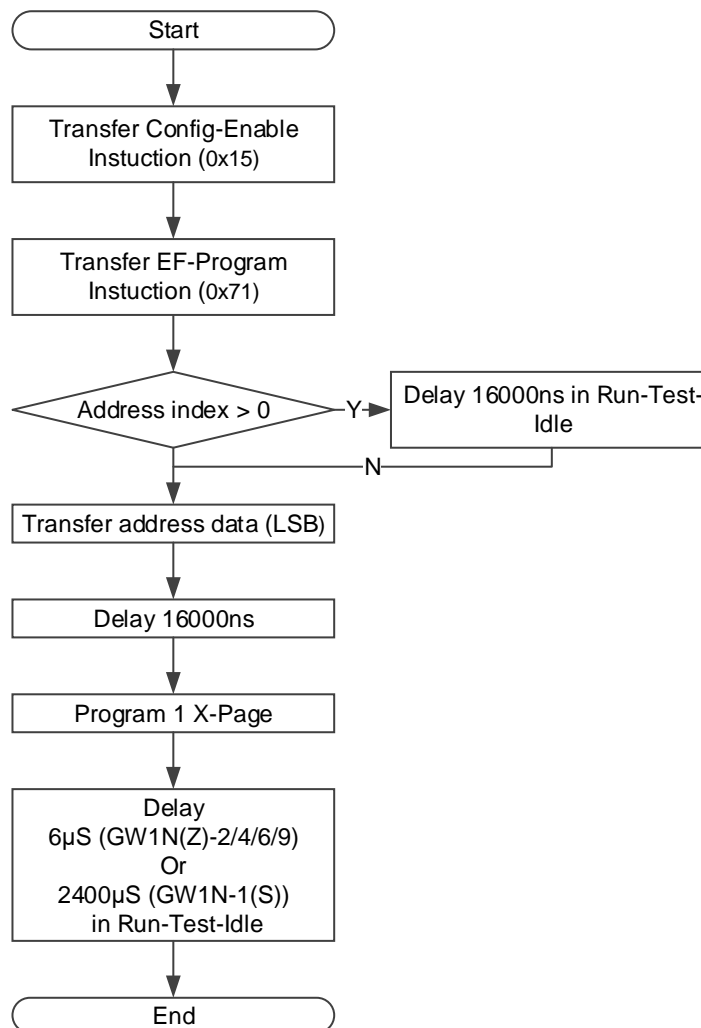 Start
Transfer Config-Enable
Instuction (0x15)
Transfer EF-Program
Instuction (0x71)
Address index > 0
Y
Delay 16000ns in Run-Test-
Idle
N
Transfer address data (LSB)
Delay 16000ns
Program 1 X-Page
Delay
6µS (GW1N(Z)-2/4/6/9)
Or
2400µS (GW1N-1(S))
in Run-Test-Idle
End